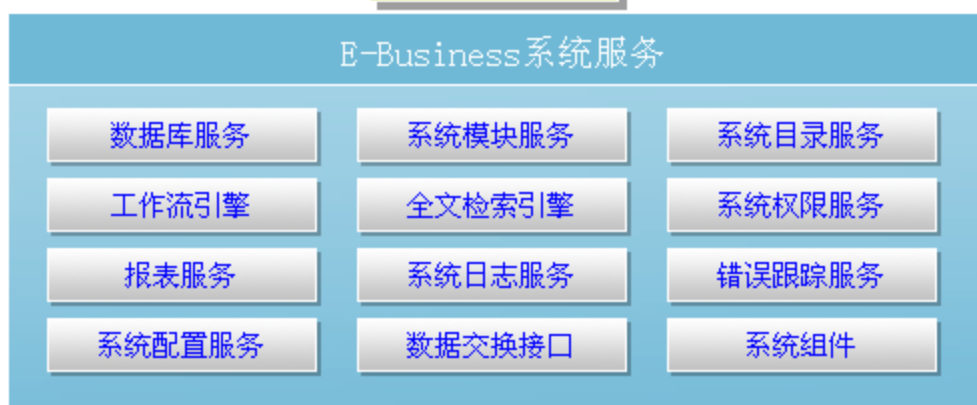 E-Business系统服务
数据库服务 系统模块服务 系统目录服务
工作流引擎 全文检索引擎 系统权限服务
报表服务 系统日志服务 错误跟踪服务
系统配置服务 数据交换接口 系统组件